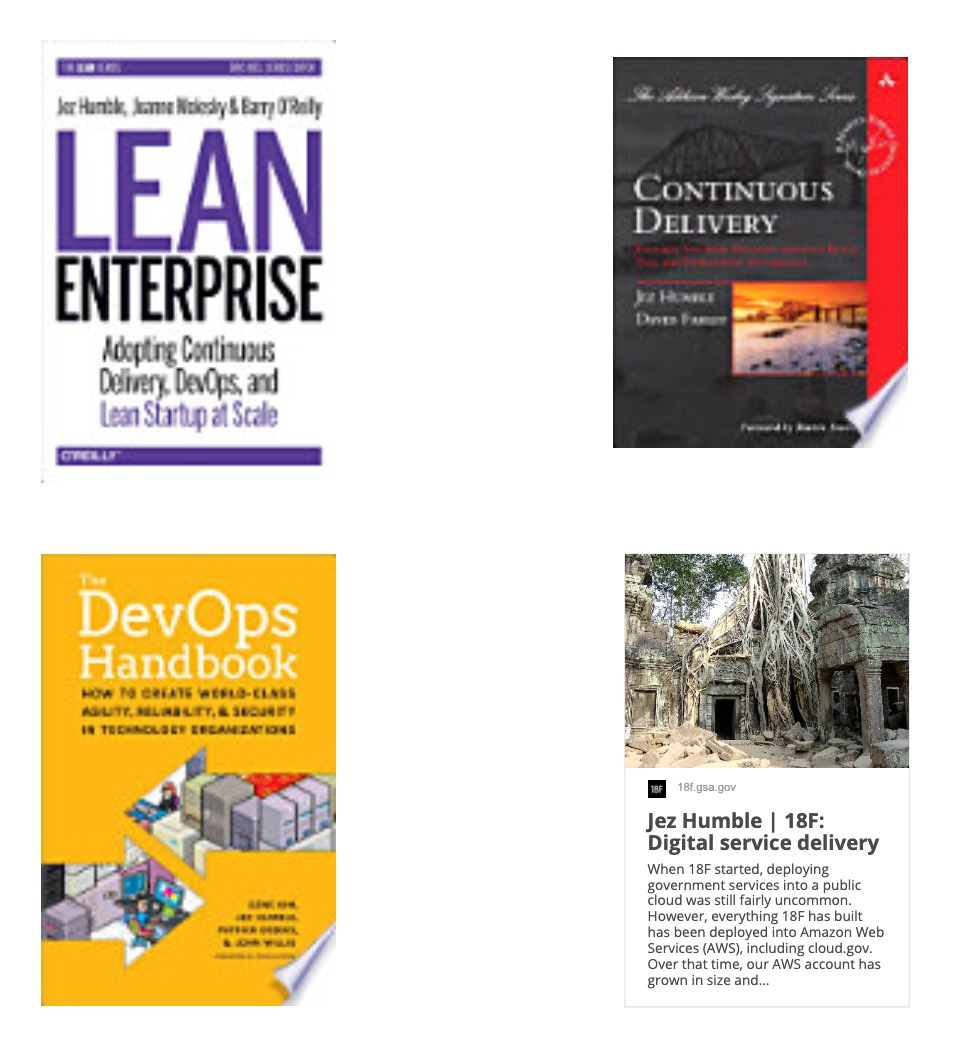 THE LEAN SERIES
Jez Humble, Joanne Molesky & Barry O'Reilly
LEAN
ENTERPRISE
Adopting Continuous
Delivery, DevOps, and
Lean Startup at Scale
O'REILLY
The Addison Wesley Signature Series
CONTINUOUS
DELIVERY
JEZ HUMBLE
DAVID FARLEY
The
DevOps
Handbook
HOW TO CREATE WORLD-CLASS
AGILITY, RELIABILITY, & SECURITY
IN TECHNOLOGY ORGANIZATIONS
GENE KIM,
JEZ HUMBLE,
PATRICK DEBOIS,
& JOHN WILLIS
18F
18f.gsa.gov
Jez Humble | 18F:
Digital service delivery
When 18F started, deploying
government services into a public
cloud was still fairly uncommon.
However, everything 18F has built
has been deployed into Amazon Web
Services (AWS), including cloud.gov.
Over that time, our AWS account has
grown in size and...